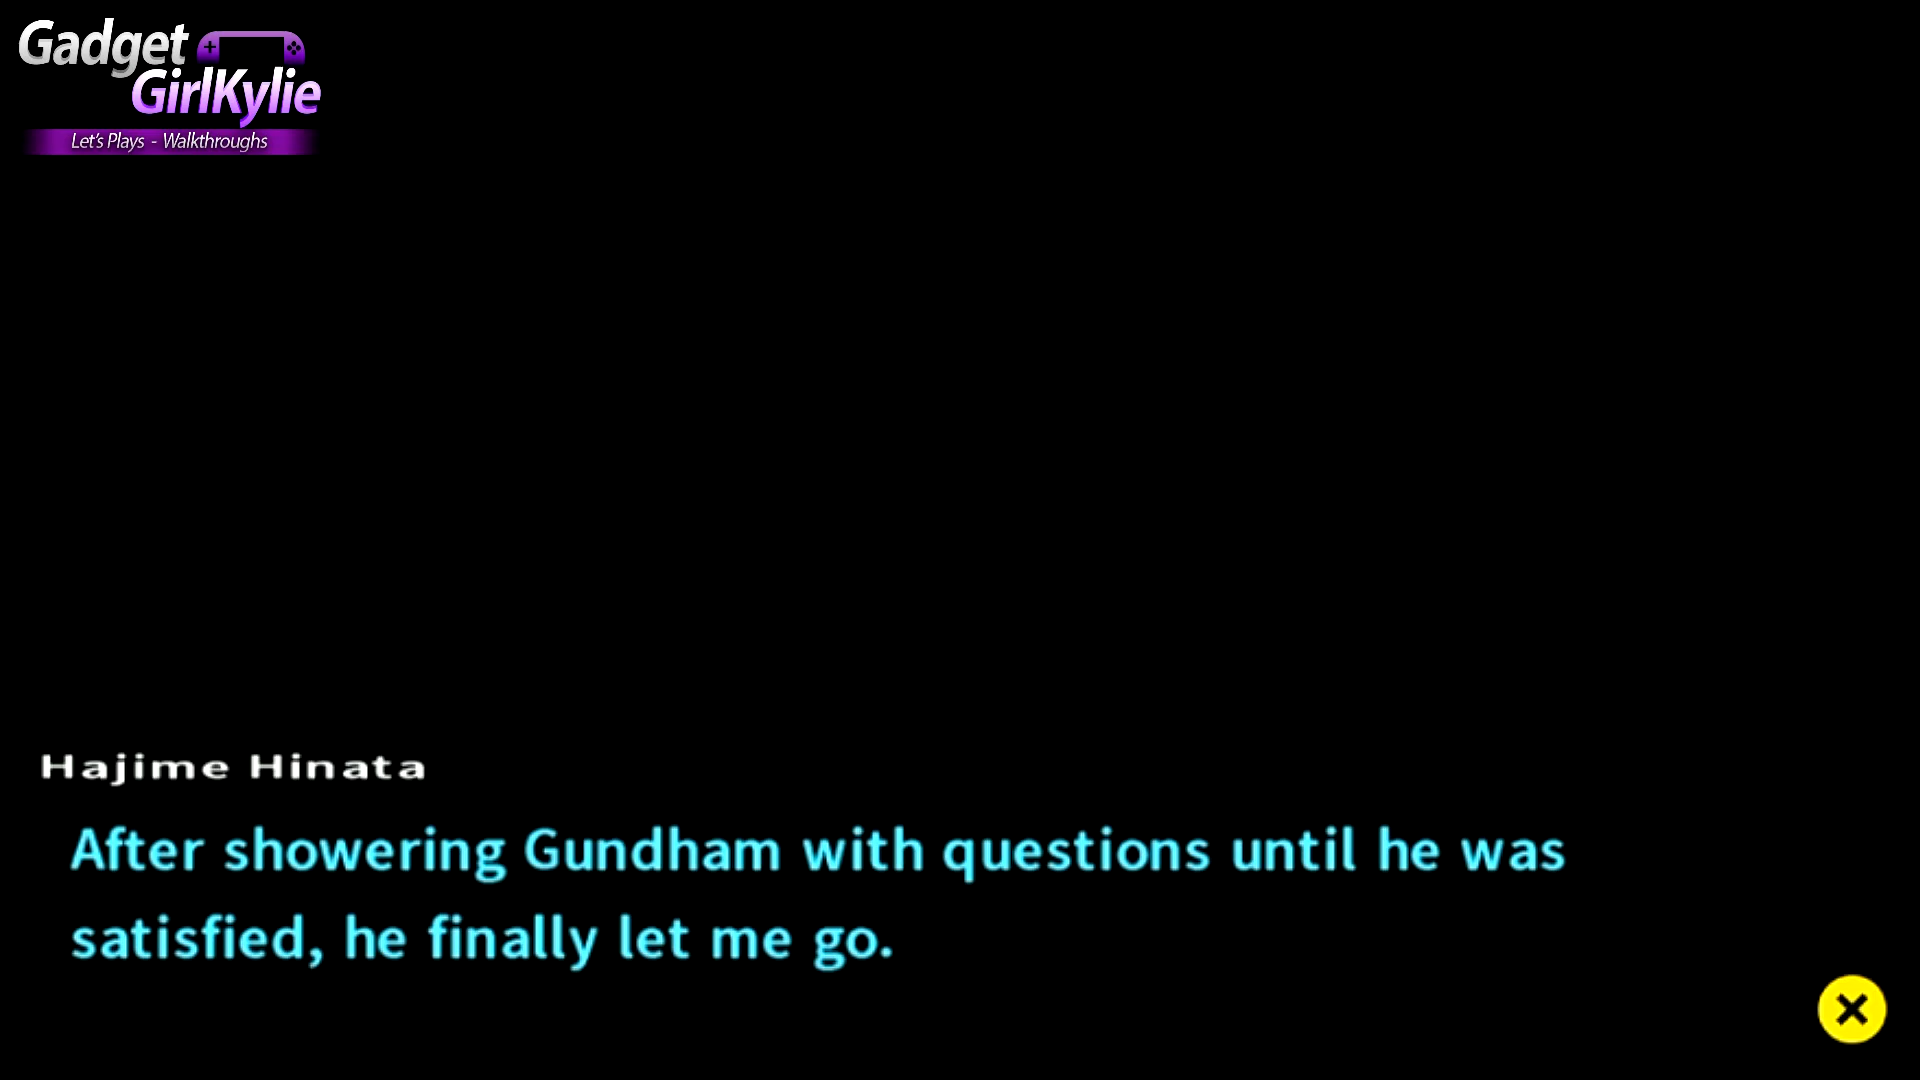 Gadget
GirlKylie
Let's Plays - Walkthroughs
Hajime Hinata
After showering Gundham with questions until he was
satisfied, he finally let me go.